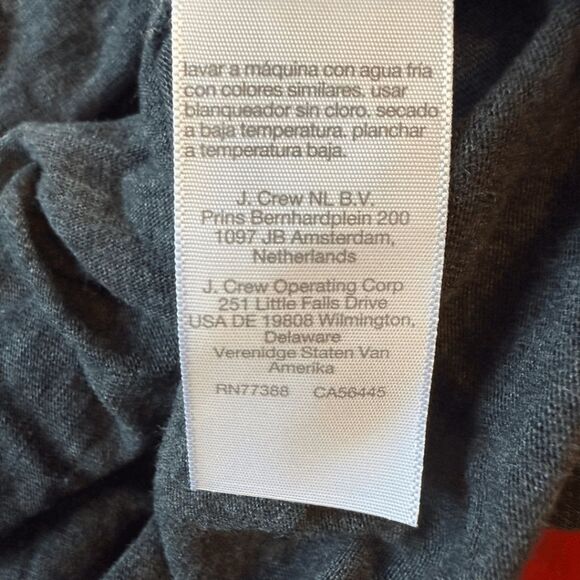 lavar a máquina con agua fría
con colores similares. usar
blanqueador sin cloro. secado
a baja temperatura. planchar
a temperatura baja.
J. Crew NL B.V.
Prins Bernhardplein 200
1097 JB Amsterdam,
Netherlands
J. Crew Operating Corp
251 Little Falls Drive
USA DE 19808 Wilmington,
Delaware
Verenidge Staten Van
Amerika
RN77388 CA56445